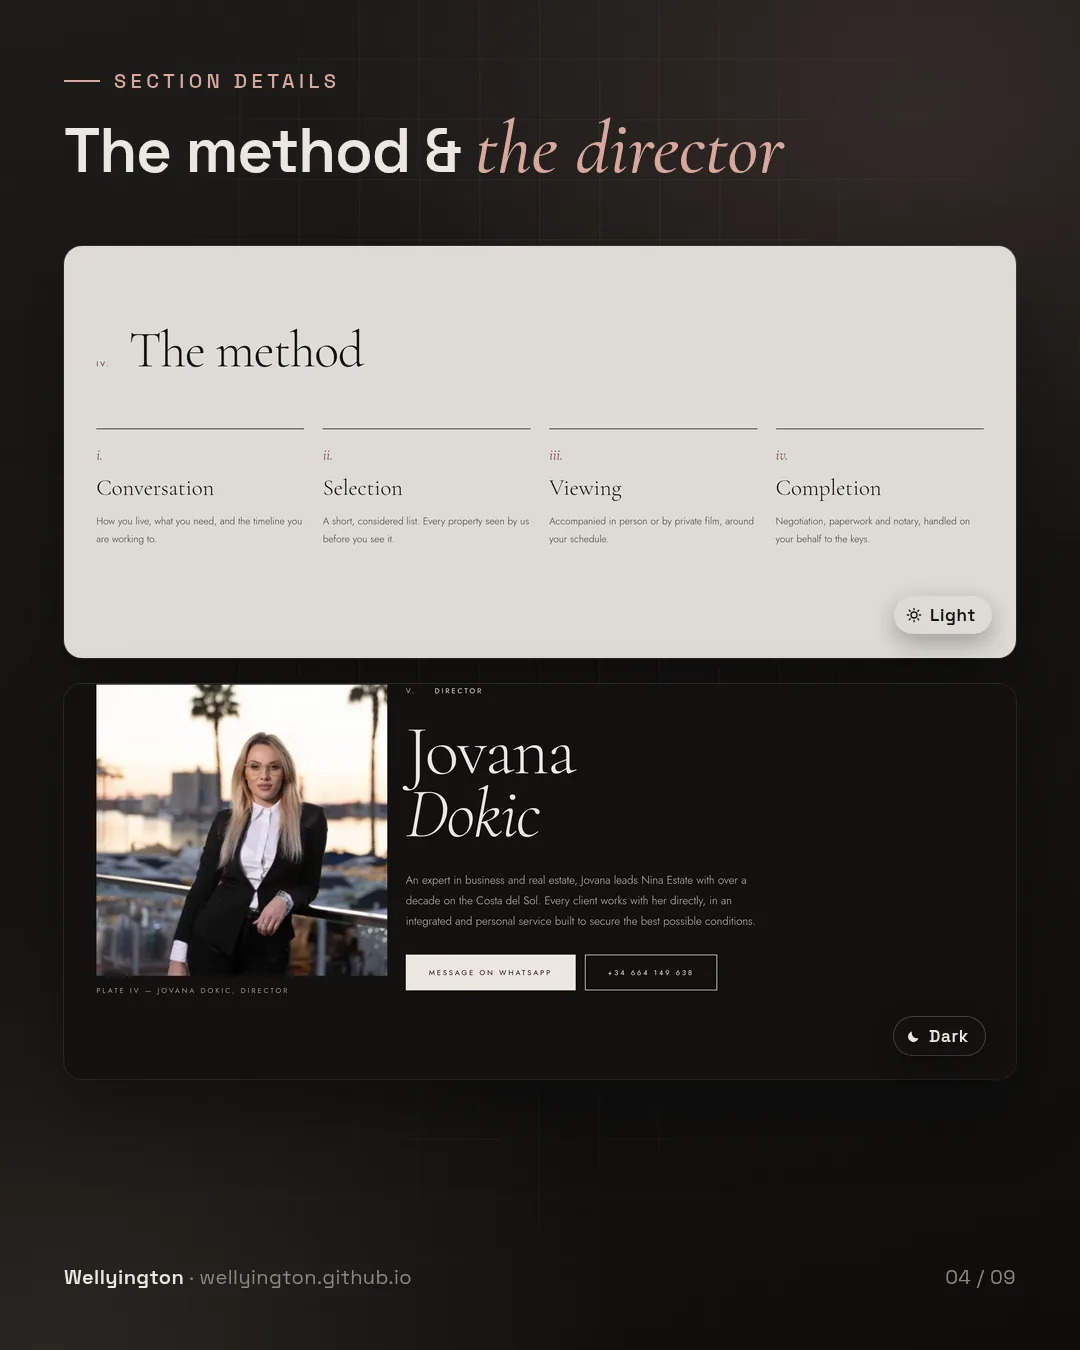 SECTION DETAILS
The method & the director
IV. The method
i.
Conversation
How you live, what you need, and the timeline you
are working to.
ii.
Selection
A short, considered list. Every property seen by us
before you see it.
iii.
Viewing
Accompanied in person or by private film, around
your schedule.
iv.
Completion
Negotiation, paperwork and notary, handled on
your behalf to the keys.
Light
V. DIRECTOR
Jovana
Dokic
An expert in business and real estate, Jovana leads Nina Estate with over a
decade on the Costa del Sol. Every client works with her directly, in an
integrated and personal service built to secure the best possible conditions.
MESSAGE ON WHATSAPP
+34 664 149 638
PLATE IV — JOVANA DOKIC, DIRECTOR
Dark
Wellyington · wellyington.github.io
04 / 09